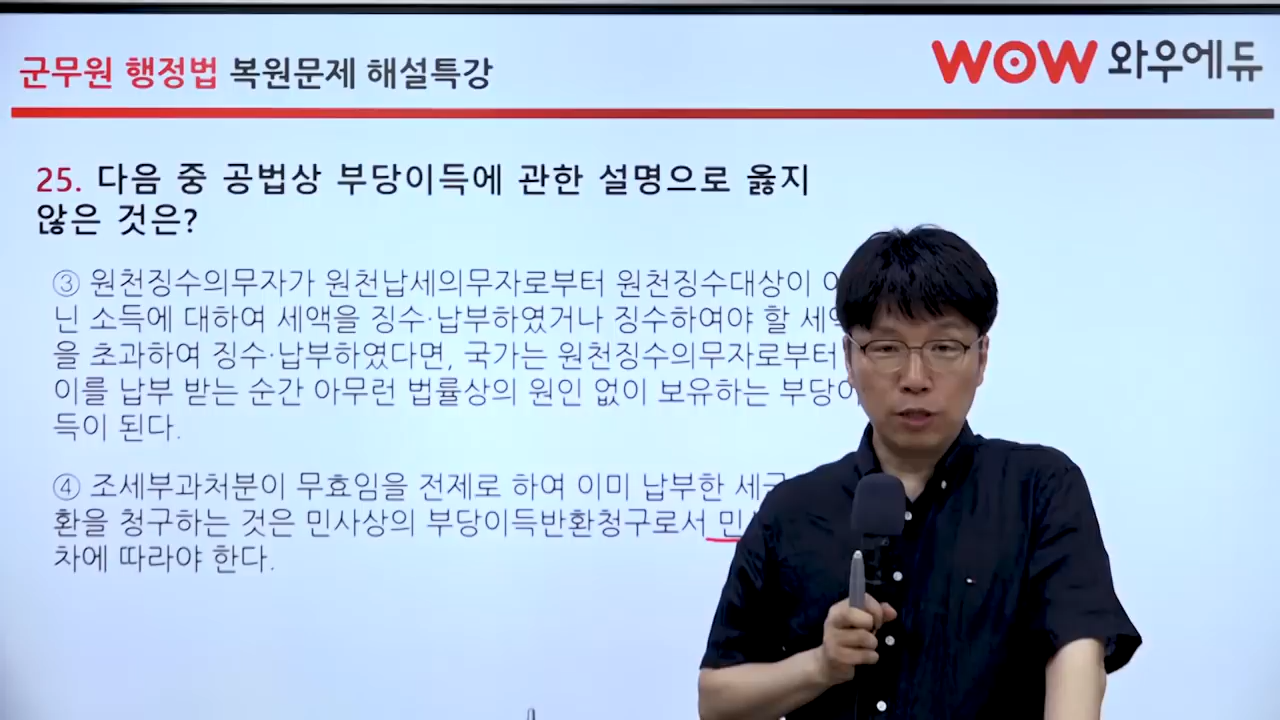 군무원 행정법 복원문제 해설특강
WOW 와우에듀
25. 다음 중 공법상 부당이득에 관한 설명으로 옳지
않은 것은?
③ 원천징수의무자가 원천납세의무자로부터 원천징수대상이
닌 소득에 대하여 세액을 징수·납부하였거나 징수하여야 할
을 초과하여 징수·납부하였다면, 국가는 원천징수의무자로부터
이를 납부 받는 순간 아무런 법률상의 원인 없이 보유하는
득이 된다.
④ 조세부과처분이 무효임을 전제로 하여 이미 납부한
환을 청구하는 것은 민사상의 부당이득반환청구로서 민
차에 따라야 한다.